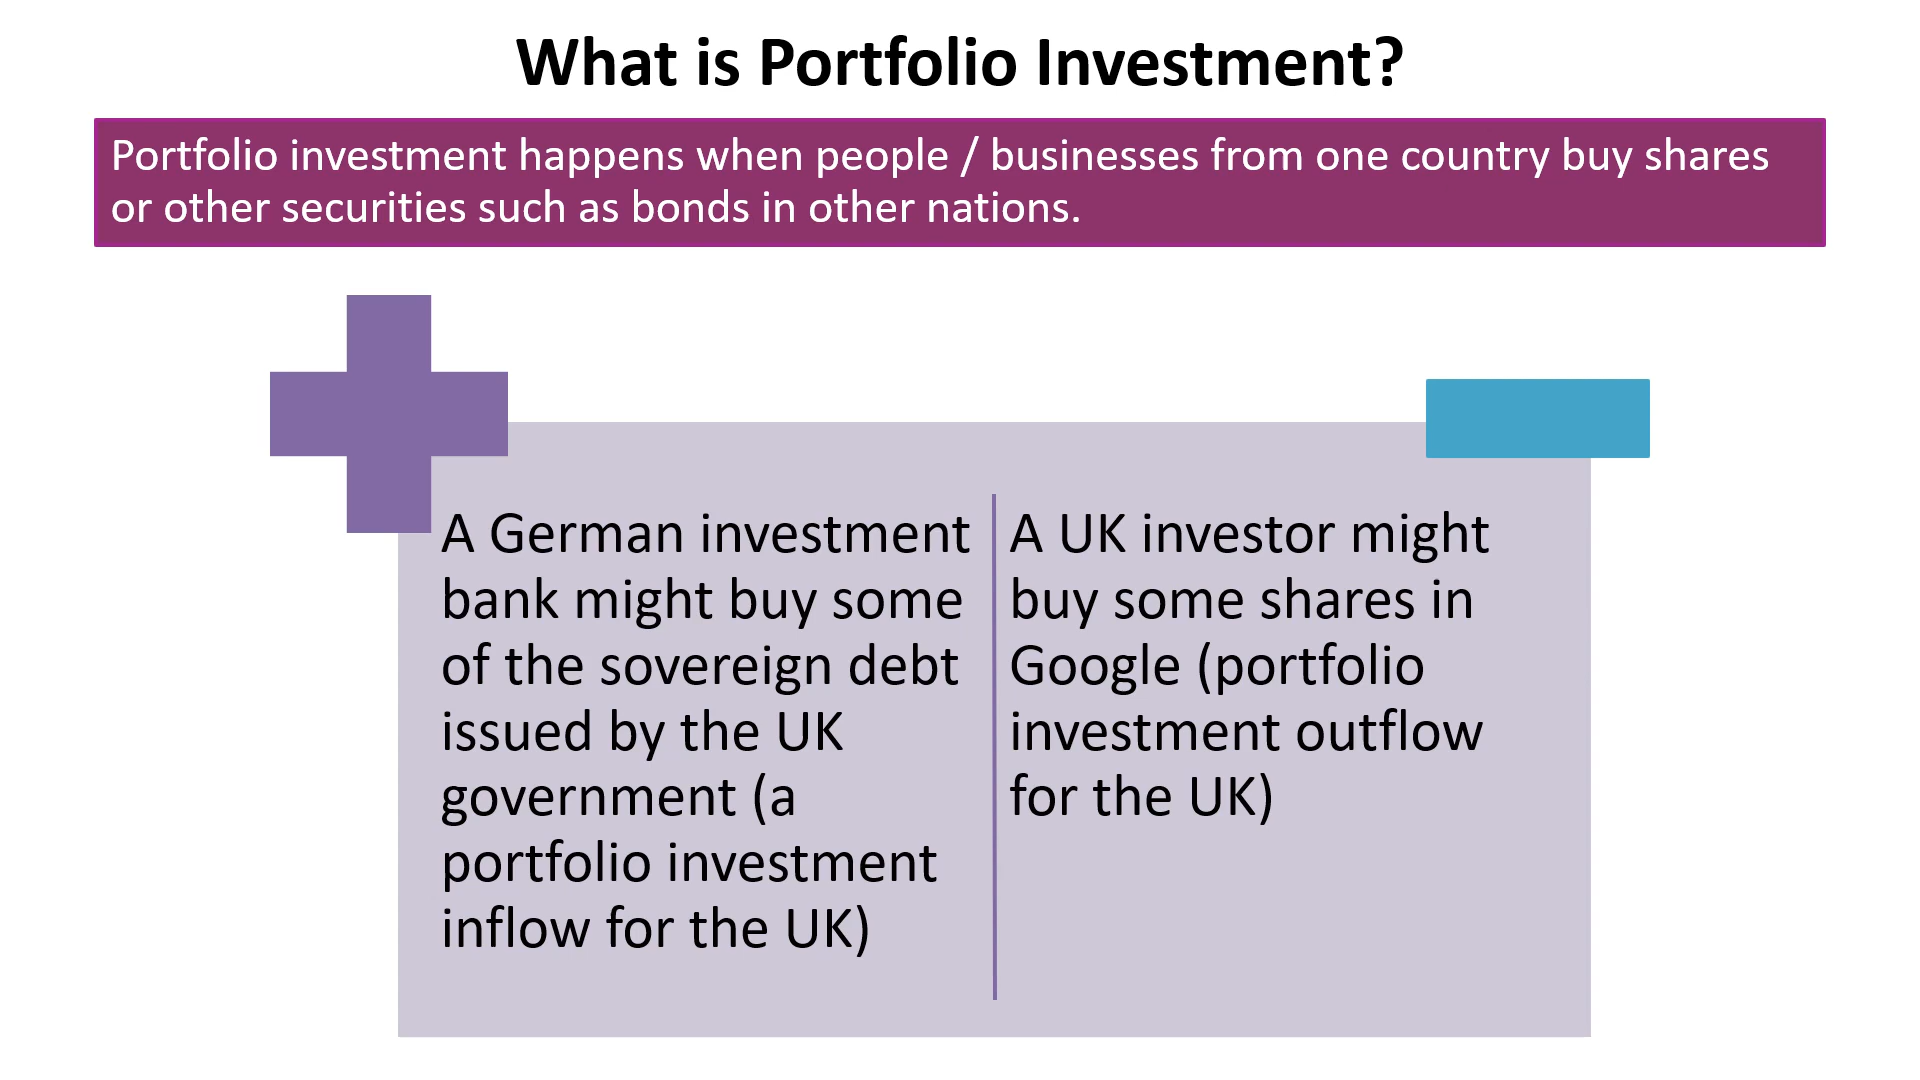 What is Portfolio Investment?
Portfolio investment happens when people / businesses from one country buy shares
or other securities such as bonds in other nations.
A German investment
bank might buy some
of the sovereign debt
issued by the UK
government (a
portfolio investment
inflow for the UK)
A UK investor might
buy some shares in
Google (portfolio
investment outflow
for the UK)